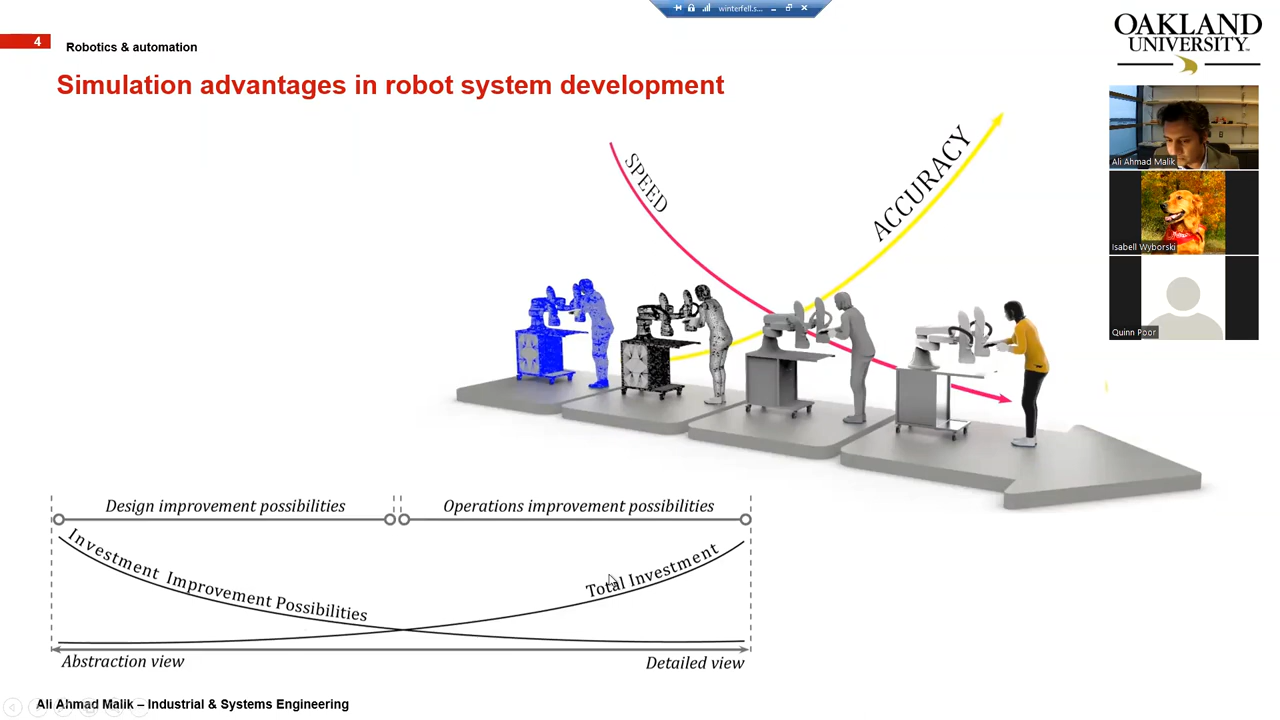 winterfell.s...
OAKLAND
UNIVERSITY™
4
Robotics & automation
Simulation advantages in robot system development
SPEED
ACCURACY
Ali Ahmad Malik
Isabell Wyborski
Quinn Poor
Design improvement possibilities
Operations improvement possibilities
Investment Improvement Possibilities
Total Investment
Abstraction view
Detailed view
Ali Ahmad Malik – Industrial & Systems Engineering